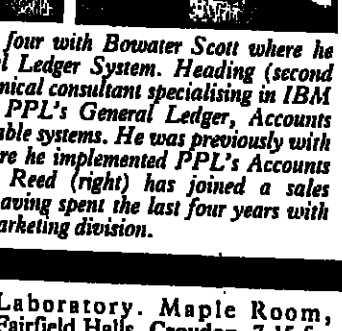 four with Bowater Scott where he
l Ledger System. Heading (second
nical consultant specialising in IBM
PPL's General Ledger, Accounts
able systems. He was previously with
re he implemented PPL's Accounts
Reed (right) has joined a sales
aving spent the last four years with
arketing division.
Laboratory. Maple Room,
Fairfield Halls, Croydon,